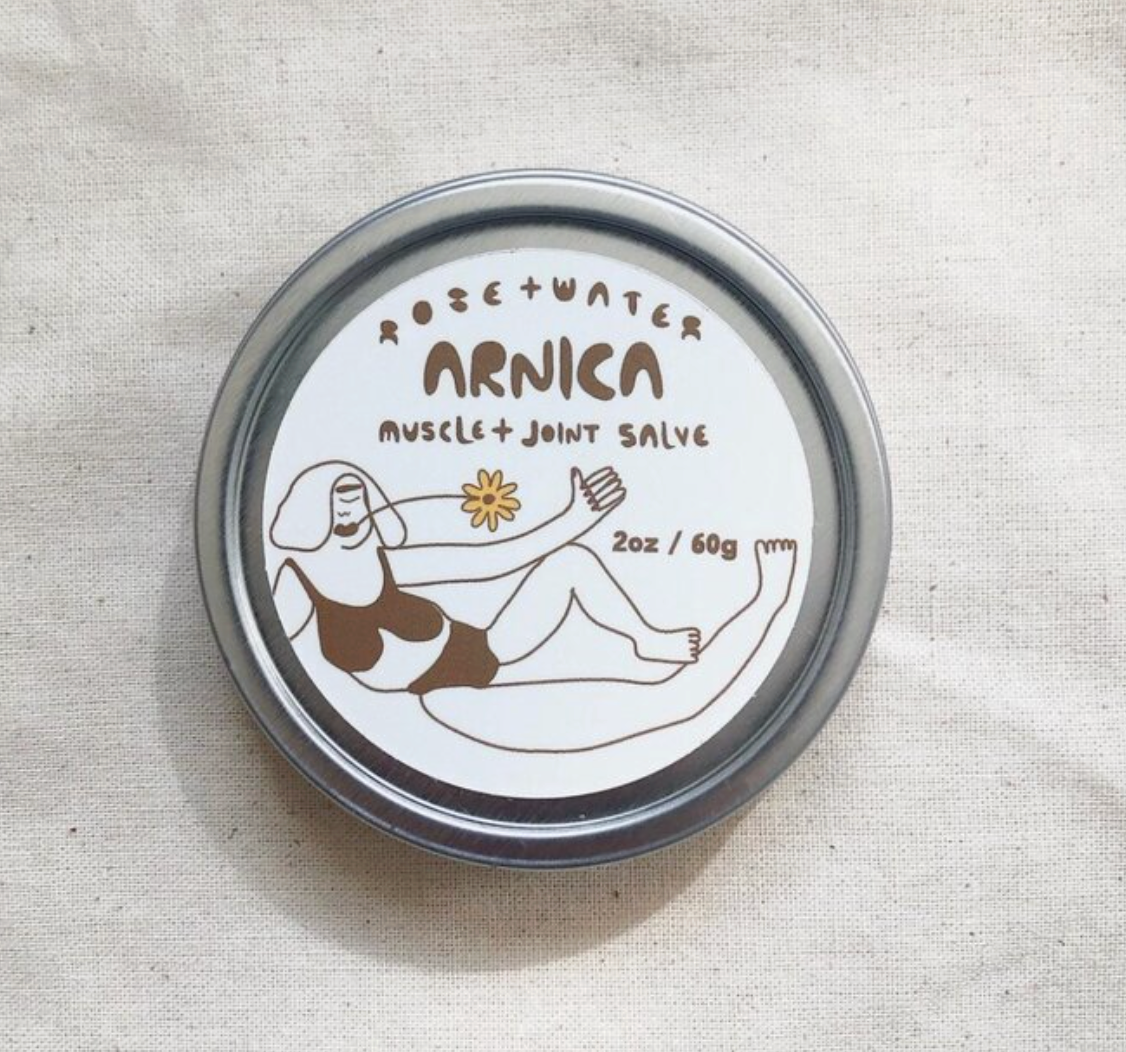 ROSE+WATER
ARNICA
MUSCLE+JOINT SALVE
2oz / 60g